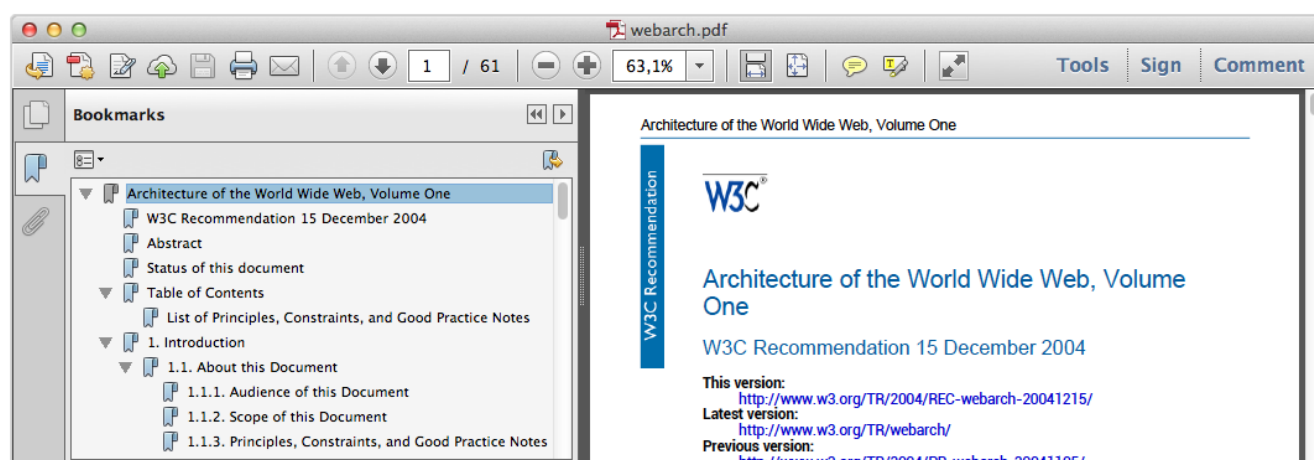 webarch.pdf
1 / 61 63,1% Tools Sign Comment
Bookmarks
Architecture of the World Wide Web, Volume One
W3C Recommendation 15 December 2004
Abstract
Status of this document
Table of Contents
List of Principles, Constraints, and Good Practice Notes
1. Introduction
1.1. About this Document
1.1.1. Audience of this Document
1.1.2. Scope of this Document
1.1.3. Principles, Constraints, and Good Practice Notes
Architecture of the World Wide Web, Volume One
W3C Recommendation
W3C®
Architecture of the World Wide Web, Volume
One
W3C Recommendation 15 December 2004
This version:
http://www.w3.org/TR/2004/REC-webarch-20041215/
Latest version:
http://www.w3.org/TR/webarch/
Previous version: